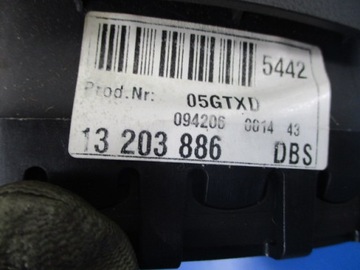 5442
Prod.Nr: 05GTXD
094206 0014 43
13 203 886 DBS